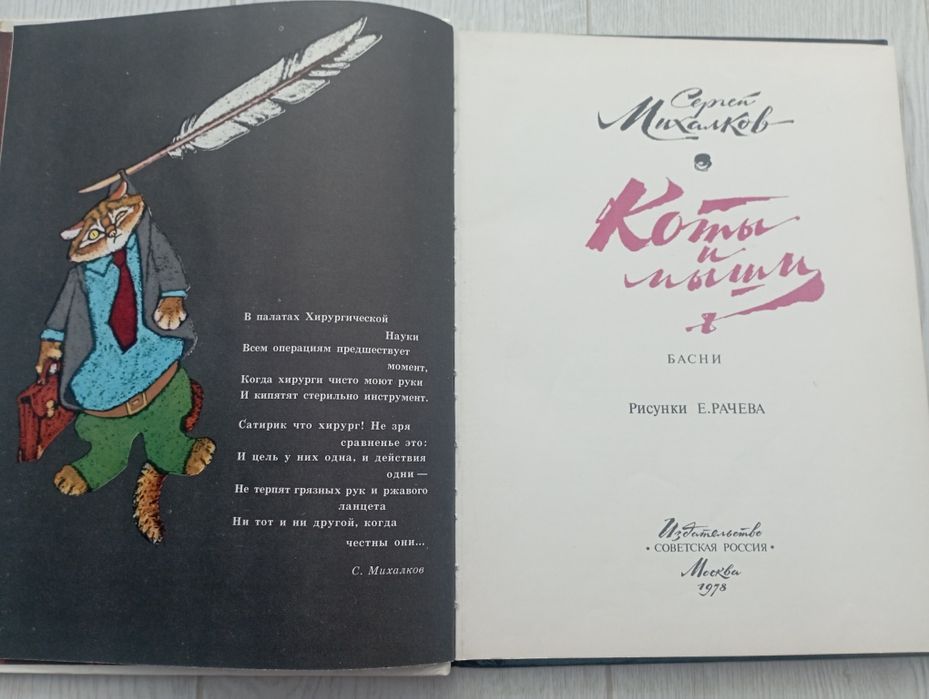 В палатах Хирургической
Науки
Всем операциям предшествует
момент,
Когда хирурги чисто моют руки
И кипятят стерильно инструмент.
Сатирик что хирург! Не зря
сравненье это:
И цель у них одна, и действия
одни —
Не терпят грязных рук и ржавого
ланцета
Ни тот и ни другой, когда
честны они...
С. Михалков
Сергей
Михалков
Коты
и
мыши
БАСНИ
Рисунки Е. РАЧЕВА
Издательство
• СОВЕТСКАЯ РОССИЯ •
Москва
1978